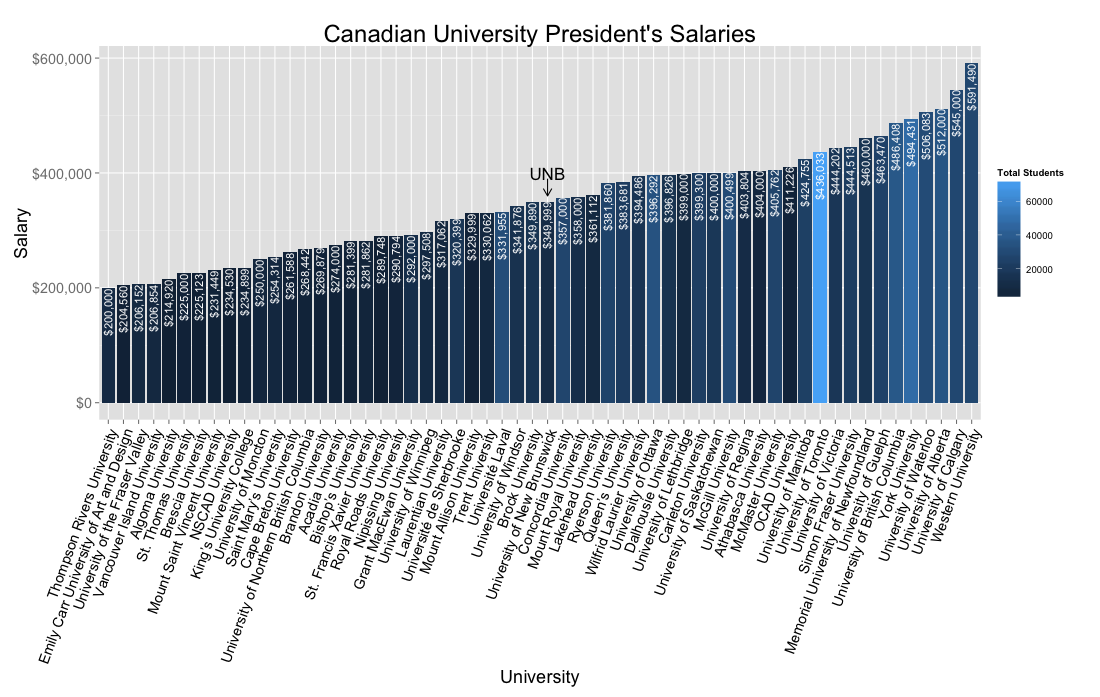 Canadian University President's Salaries
$600,000
$400,000
$200,000
$0
Salary
UNB
$200,000
$204,560
$206,152
$206,854
$214,920
$225,000
$225,123
$231,449
$234,530
$234,899
$250,000
$254,314
$261,588
$268,442
$269,879
$274,000
$281,399
$281,862
$289,748
$290,794
$292,000
$297,508
$317,062
$320,399
$329,999
$330,062
$331,955
$341,876
$349,890
$349,999
$357,000
$358,000
$361,112
$381,860
$383,681
$394,486
$396,292
$396,826
$399,000
$399,300
$400,000
$400,499
$403,804
$404,000
$405,762
$411,226
$424,755
$436,033
$444,202
$444,513
$460,000
$463,470
$486,408
$494,431
$506,083
$512,000
$545,000
$591,490
Thompson Rivers University
Emily Carr University of Art and Design
University of the Fraser Valley
Vancouver Island University
Algoma University
St. Thomas University
Brescia University
Mount Saint Vincent University
NSCAD University
King's University College
University of Moncton
Saint Mary's University
Cape Breton University
University of Northern British Columbia
Brandon University
Acadia University
Bishop's University
St. Francis Xavier University
Royal Roads University
Nipissing University
Grant MacEwan University
University of Winnipeg
Laurentian University
Université de Sherbrooke
Mount Allison University
Trent University
Université Laval
University of Windsor
Brock University
University of New Brunswick
Concordia University
Mount Royal University
Lakehead University
Ryerson University
Queen's University
Wilfrid Laurier University
University of Ottawa
Dalhousie University
University of Lethbridge
Carleton University
University of Saskatchewan
McGill University
University of Regina
Athabasca University
McMaster University
OCAD University
University of Manitoba
University of Toronto
University of Victoria
Simon Fraser University
Memorial University of Newfoundland
University of Guelph
University of British Columbia
York University
University of Waterloo
University of Alberta
University of Calgary
Western University
University
Total Students
60000
40000
20000